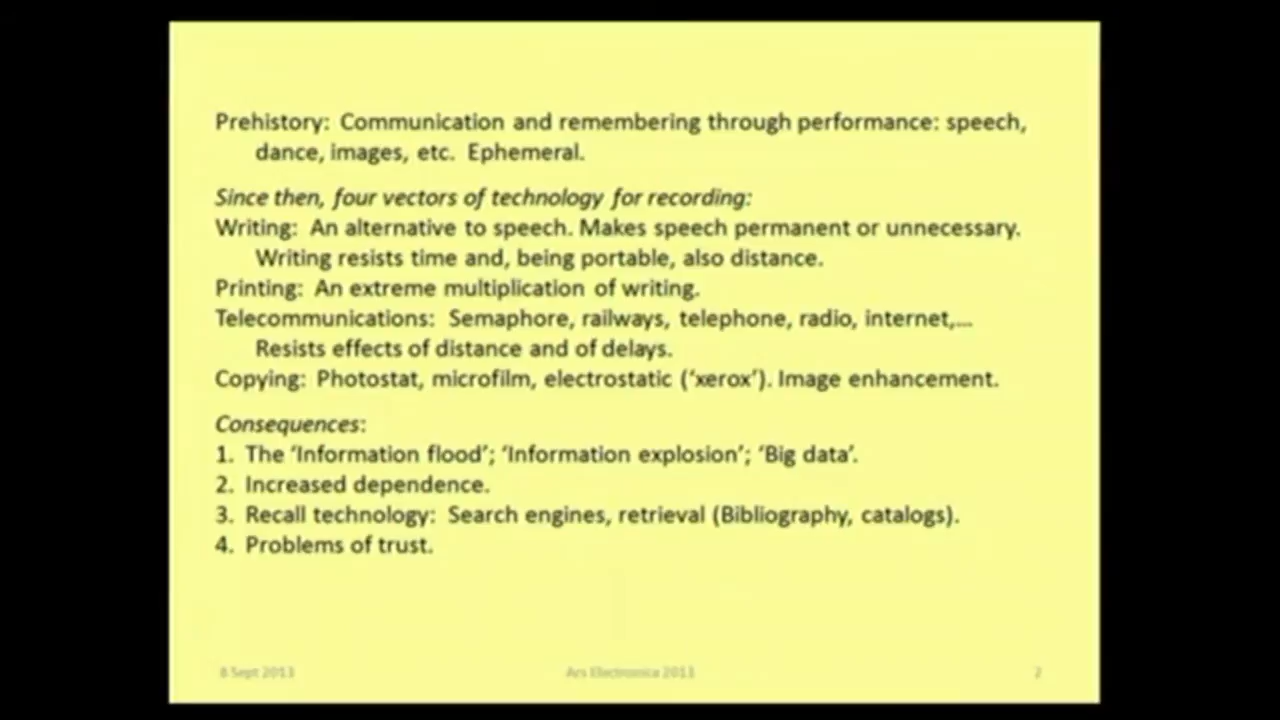 Prehistory: Communication and remembering through performance: speech,
dance, images, etc. Ephemeral.
Since then, four vectors of technology for recording:
Writing: An alternative to speech. Makes speech permanent or unnecessary.
Writing resists time and, being portable, also distance.
Printing: An extreme multiplication of writing.
Telecommunications: Semaphore, railways, telephone, radio, internet,...
Resists effects of distance and of delays.
Copying: Photostat, microfilm, electrostatic (‘xerox’). Image enhancement.
Consequences:
1. The ‘Information flood’; ‘Information explosion’; ‘Big data’.
2. Increased dependence.
3. Recall technology: Search engines, retrieval (Bibliography, catalogs).
4. Problems of trust.
8 Sept 2013 Ars Electronica 2013 2